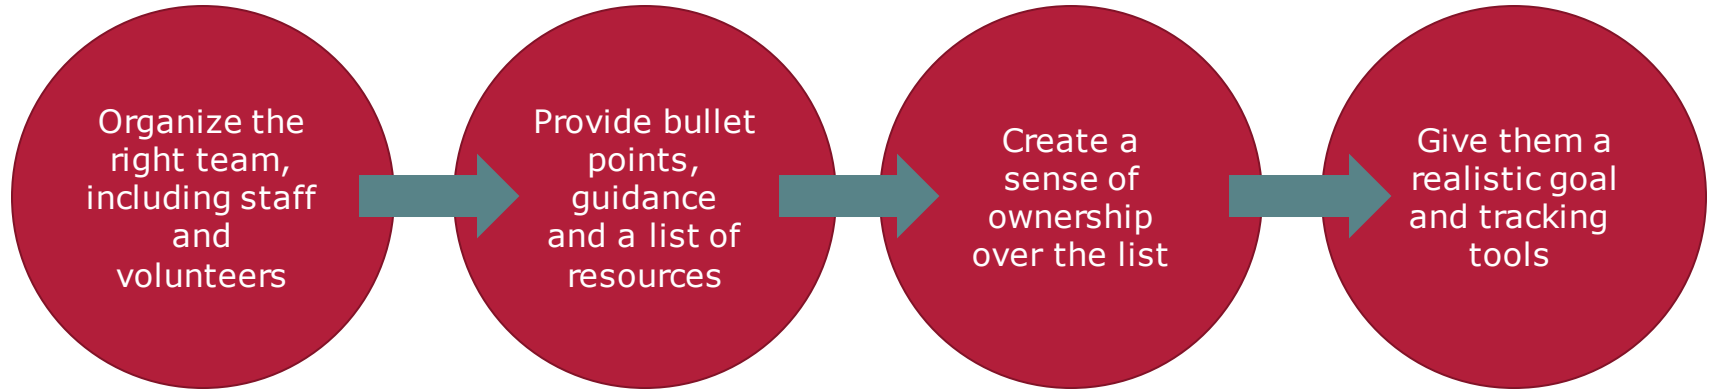 Organize the
right team,
including staff
and
volunteers
Provide bullet
points,
guidance
and a list of
resources
Create a
sense of
ownership
over the list
Give them a
realistic goal
and tracking
tools